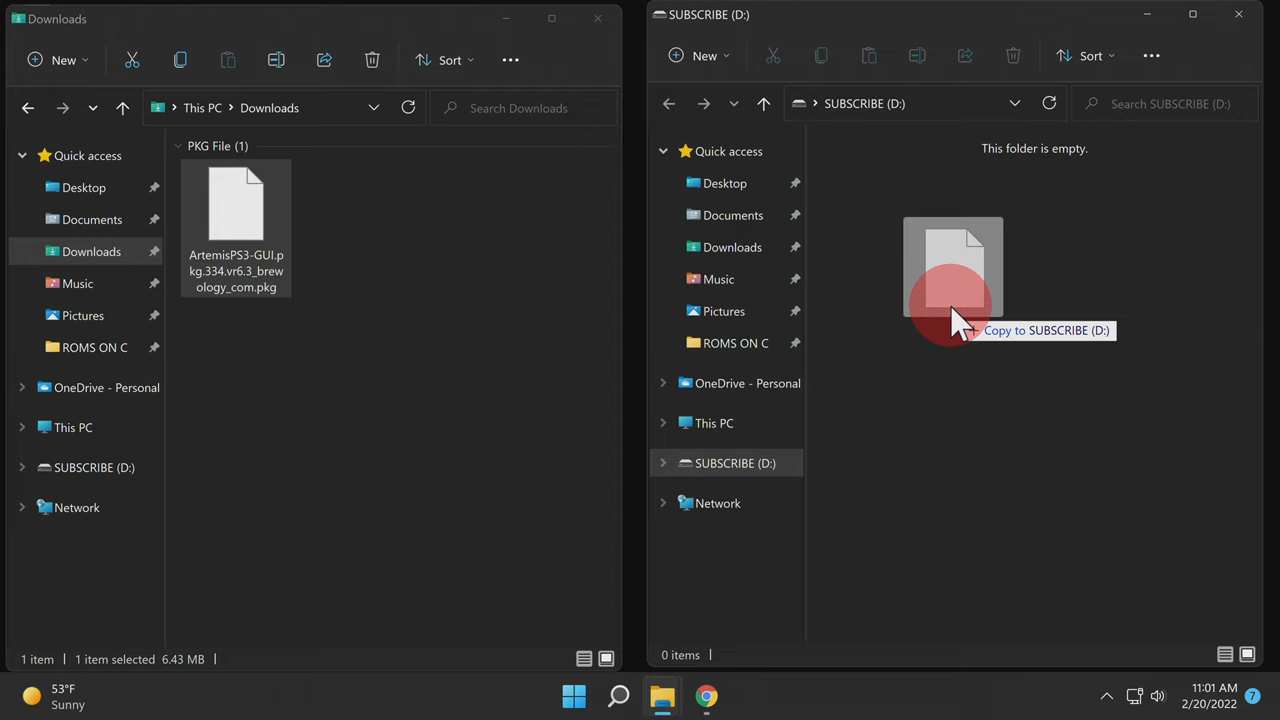 Downloads
New
Sort
This PC
Downloads
Search Downloads
Quick access
Desktop
Documents
Downloads
Music
Pictures
ROMS ON C
OneDrive - Personal
This PC
SUBSCRIBE (D:)
Network
PKG File (1)
ArtemisPS3-GUI.p
kg.334.vr6.3_brew
ology_com.pkg
1 item
1 item selected
6.43 MB
SUBSCRIBE (D:)
New
Sort
SUBSCRIBE (D:)
Search SUBSCRIBE (D:)
Quick access
Desktop
Documents
Downloads
Music
Pictures
ROMS ON C
OneDrive - Personal
This PC
SUBSCRIBE (D:)
Network
This folder is empty.
Copy to SUBSCRIBE (D:)
0 items
53°F
Sunny
11:01 AM
2/20/2022
7